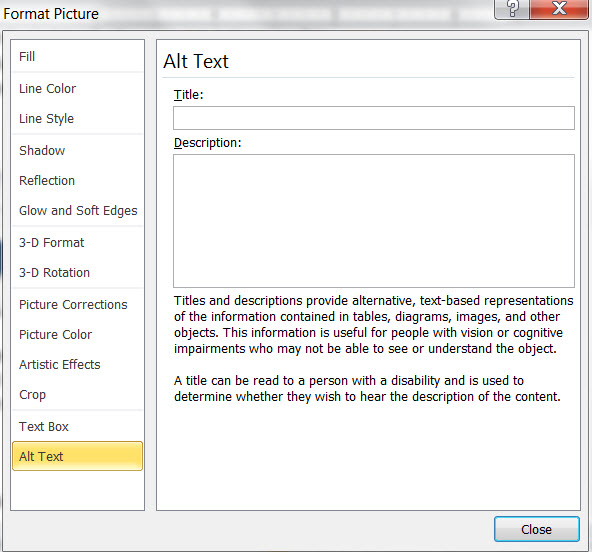 Format Picture
Fill
Line Color
Line Style
Shadow
Reflection
Glow and Soft Edges
3-D Format
3-D Rotation
Picture Corrections
Picture Color
Artistic Effects
Crop
Text Box
Alt Text
Alt Text
Title:
Description:
Titles and descriptions provide alternative, text-based representations
of the information contained in tables, diagrams, images, and other
objects. This information is useful for people with vision or cognitive
impairments who may not be able to see or understand the object.
A title can be read to a person with a disability and is used to
determine whether they wish to hear the description of the content.
Close